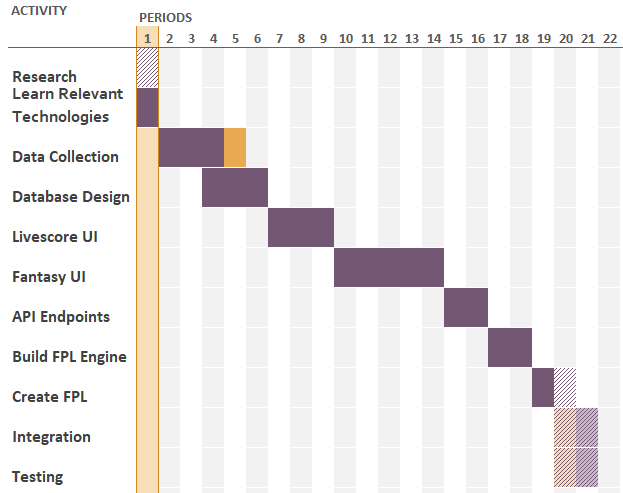 ACTIVITY
PERIODS
1 2 3 4 5 6 7 8 9 10 11 12 13 14 15 16 17 18 19 20 21 22
Research
Learn Relevant
Technologies
Data Collection
Database Design
Livescore UI
Fantasy UI
API Endpoints
Build FPL Engine
Create FPL
Integration
Testing